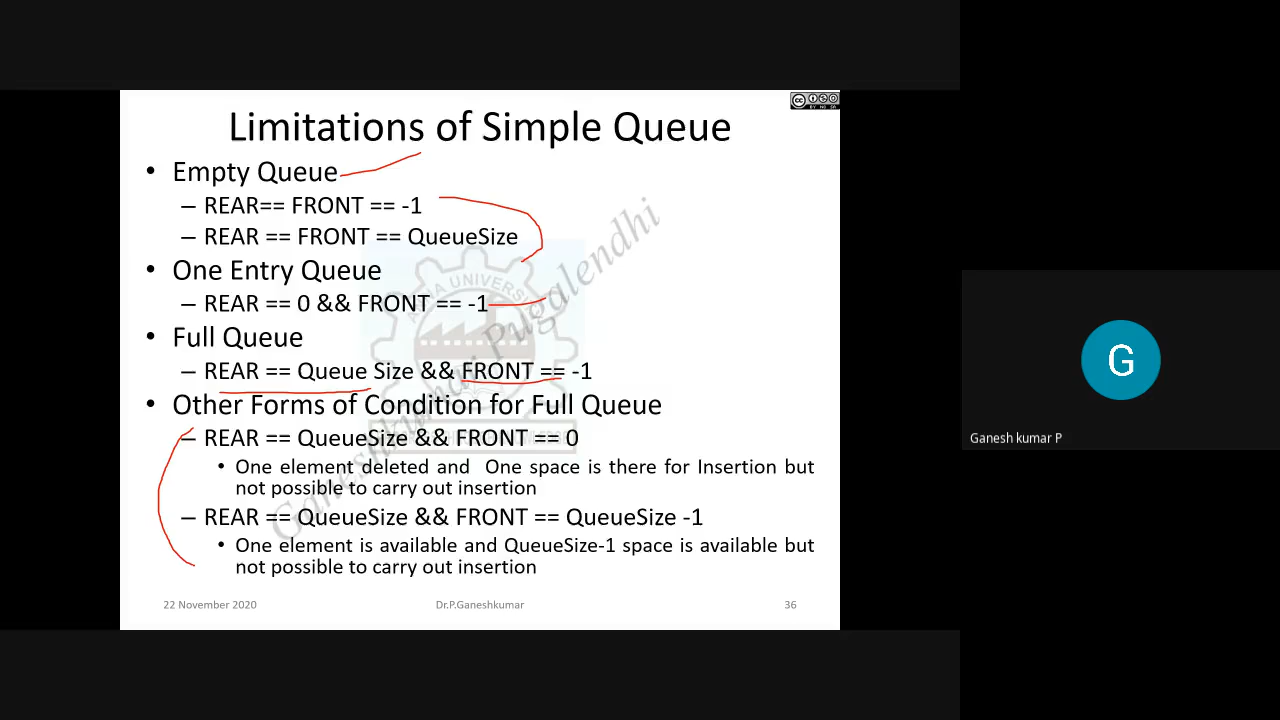 Limitations of Simple Queue
• Empty Queue
– REAR== FRONT == -1
– REAR == FRONT == QueueSize
• One Entry Queue
– REAR == 0 && FRONT == -1
• Full Queue
– REAR == Queue Size && FRONT == -1
• Other Forms of Condition for Full Queue
– REAR == QueueSize && FRONT == 0
• One element deleted and One space is there for Insertion but
not possible to carry out insertion
– REAR == QueueSize && FRONT == QueueSize -1
• One element is available and QueueSize-1 space is available but
not possible to carry out insertion
22 November 2020
Dr.P.Ganeshkumar
36
G
Ganesh kumar P